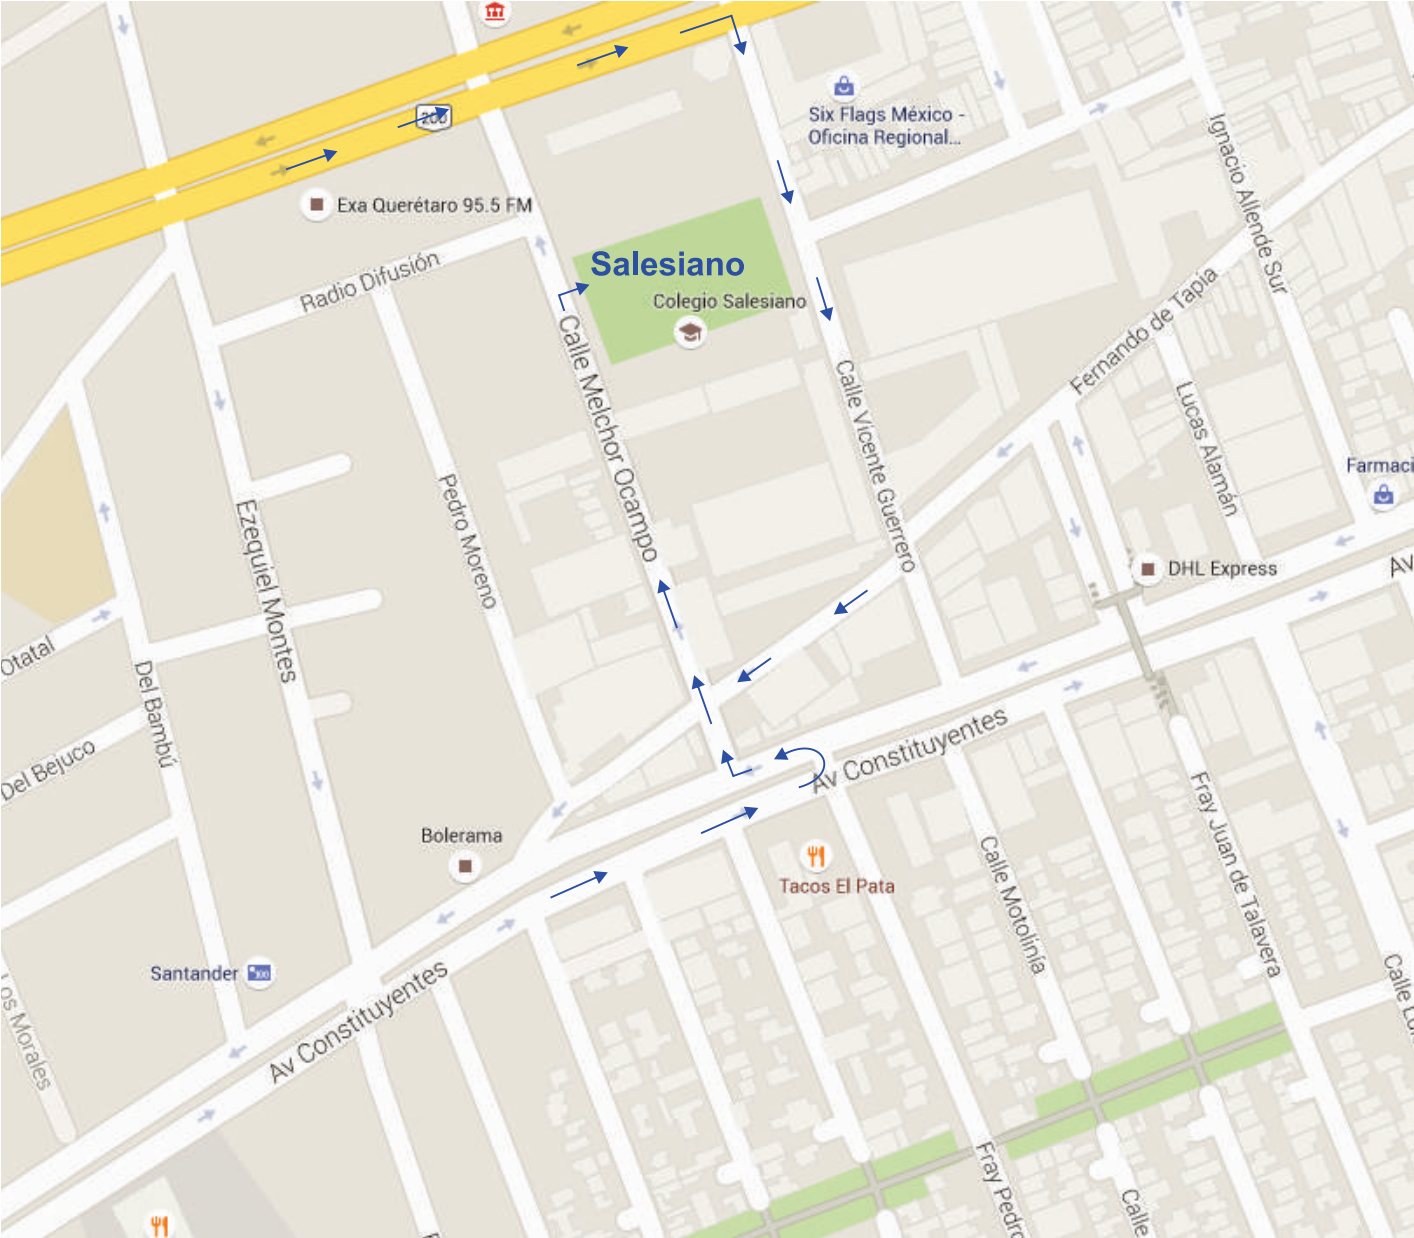 200
Six Flags México -
Oficina Regional...
Ignacio Allende Sur
Exa Querétaro 95.5 FM
Radio Difusión
Salesiano
Colegio Salesiano
Calle Melchor Ocampo
Calle Vicente Guerrero
Fernando de Tapia
Lucas Alamán
Farmaci
Ezequiel Montes
Pedro Moreno
DHL Express
Av
Otatal
Del Bambú
Del Bejuco
Av Constituyentes
Fray Juan de Talavera
Bolerama
Tacos El Pata
Calle Motolinía
Santander
Av Constituyentes
Los Morales
Calle Lu
Fray Pedro
Calle